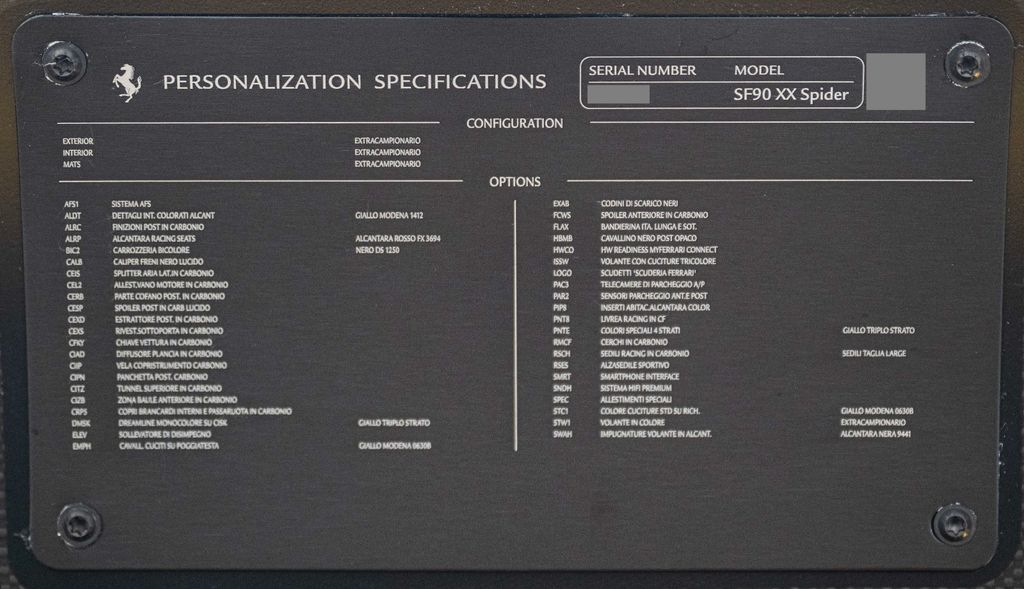 PERSONALIZATION SPECIFICATIONS
SERIAL NUMBER MODEL
SF90 XX Spider
CONFIGURATION
EXTERIOR EXTRACAMPIONARIO
INTERIOR EXTRACAMPIONARIO
MATS EXTRACAMPIONARIO
OPTIONS
AFS1 SISTEMA AFS
ALDT DETTAGLI INT. COLORATI ALCANT GIALLO MODENA 1412
ALRC FINIZIONI POST IN CARBONIO
ALRP ALCANTARA RACING SEATS ALCANTARA ROSSO FX 3694
BIC2 CARROZZERIA BICOLORE NERO DS 1250
CALB CALIPER FRENI NERO LUCIDO
CEIS SPLITTER ARIA LAT.IN CARBONIO
CEL2 ALLEST.VANO MOTORE IN CARBONIO
CERB PARTE COFANO POST. IN CARBONIO
CESP SPOILER POST IN CARB LUCIDO
CEXD ESTRATTORE POST. IN CARBONIO
CEXS RIVEST.SOTTOPORTA IN CARBONIO
CFKY CHIAVE VETTURA IN CARBONIO
CIAD DIFFUSORE PLANCIA IN CARBONIO
CIIP VELA COPRISTRUMENTO CARBONIO
CIPN PANCHETTA POST. CARBONIO
CITZ TUNNEL SUPERIORE IN CARBONIO
CIZB ZONA BAULE ANTERIORE IN CARBONIO
CRPS COPRI BRANCARDI INTERNI E PASSARUOTA IN CARBONIO
DMSK DREAMLINE MONOCOLORE SU CISK GIALLO TRIPLO STRATO
ELEV SOLLEVATORE DI DISIMPEGNO
EMPH CAVALL. CUCITI SU POGGIATESTA GIALLO MODENA 0630B
EXAB CODINI DI SCARICO NERI
FCWS SPOILER ANTERIORE IN CARBONIO
FLAX BANDIERINA ITA. LUNGA E SOT.
HBMB CAVALLINO NERO POST OPACO
HWCO HW READINESS MYFERRARI CONNECT
ISSW VOLANTE CON CUCITURE TRICOLORE
LOGO SCUDETTI 'SCUDERIA FERRARI'
PAC3 TELECAMERE DI PARCHEGGIO A/P
PAR2 SENSORI PARCHEGGIO ANT.E POST
PIP8 INSERTI ABITAC.ALCANTARA COLOR
PNT8 LIVREA RACING IN CF
PNTE COLORI SPECIALI 4 STRATI GIALLO TRIPLO STRATO
RMCF CERCHI IN CARBONIO
RSCH SEDILI RACING IN CARBONIO SEDILI TAGLIA LARGE
RSES ALZASEDILE SPORTIVO
SMRT SMARTPHONE INTERFACE
SNDH SISTEMA HIFI PREMIUM
SPEC ALLESTIMENTI SPECIALI
STC1 COLORE CUCITURE STD SU RICH. GIALLO MODENA 0630B
STW1 VOLANTE IN COLORE EXTRACAMPIONARIO
SWAH IMPUGNATURE VOLANTE IN ALCANT. ALCANTARA NERA 9441